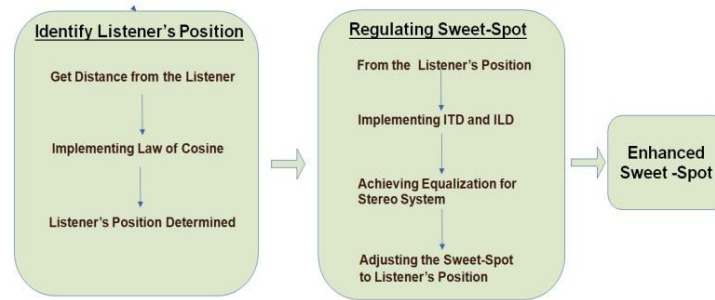 Identify Listener's Position
Get Distance from the Listener
Implementing Law of Cosine
Listener's Position Determined
Regulating Sweet-Spot
From the Listener's Position
Implementing ITD and ILD
Achieving Equalization for
Stereo System
Adjusting the Sweet-Spot
to Listener's Position
Enhanced
Sweet -Spot